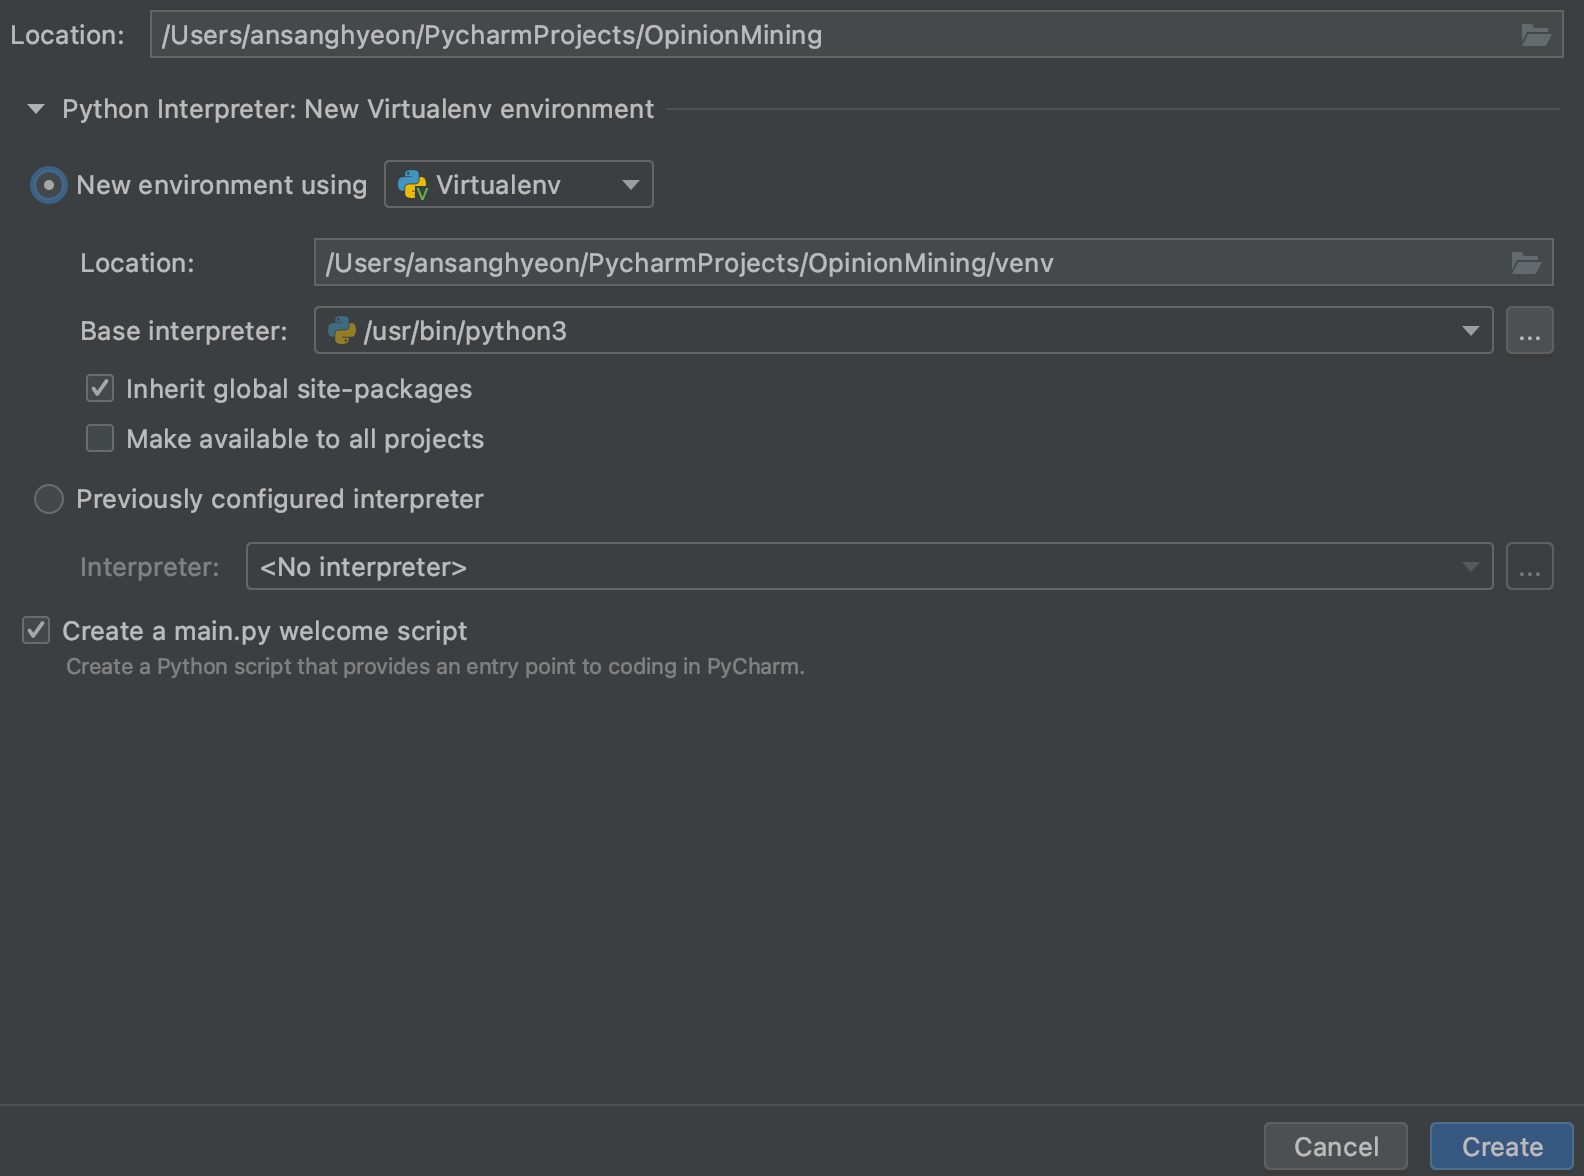 Location: /Users/ansanghyeon/PycharmProjects/OpinionMining
Python Interpreter: New Virtualenv environment
New environment using Virtualenv
Location: /Users/ansanghyeon/PycharmProjects/OpinionMining/venv
Base interpreter: /usr/bin/python3 ...
Inherit global site-packages
Make available to all projects
Previously configured interpreter
Interpreter: <No interpreter> ...
Create a main.py welcome script
Create a Python script that provides an entry point to coding in PyCharm.
Cancel Create